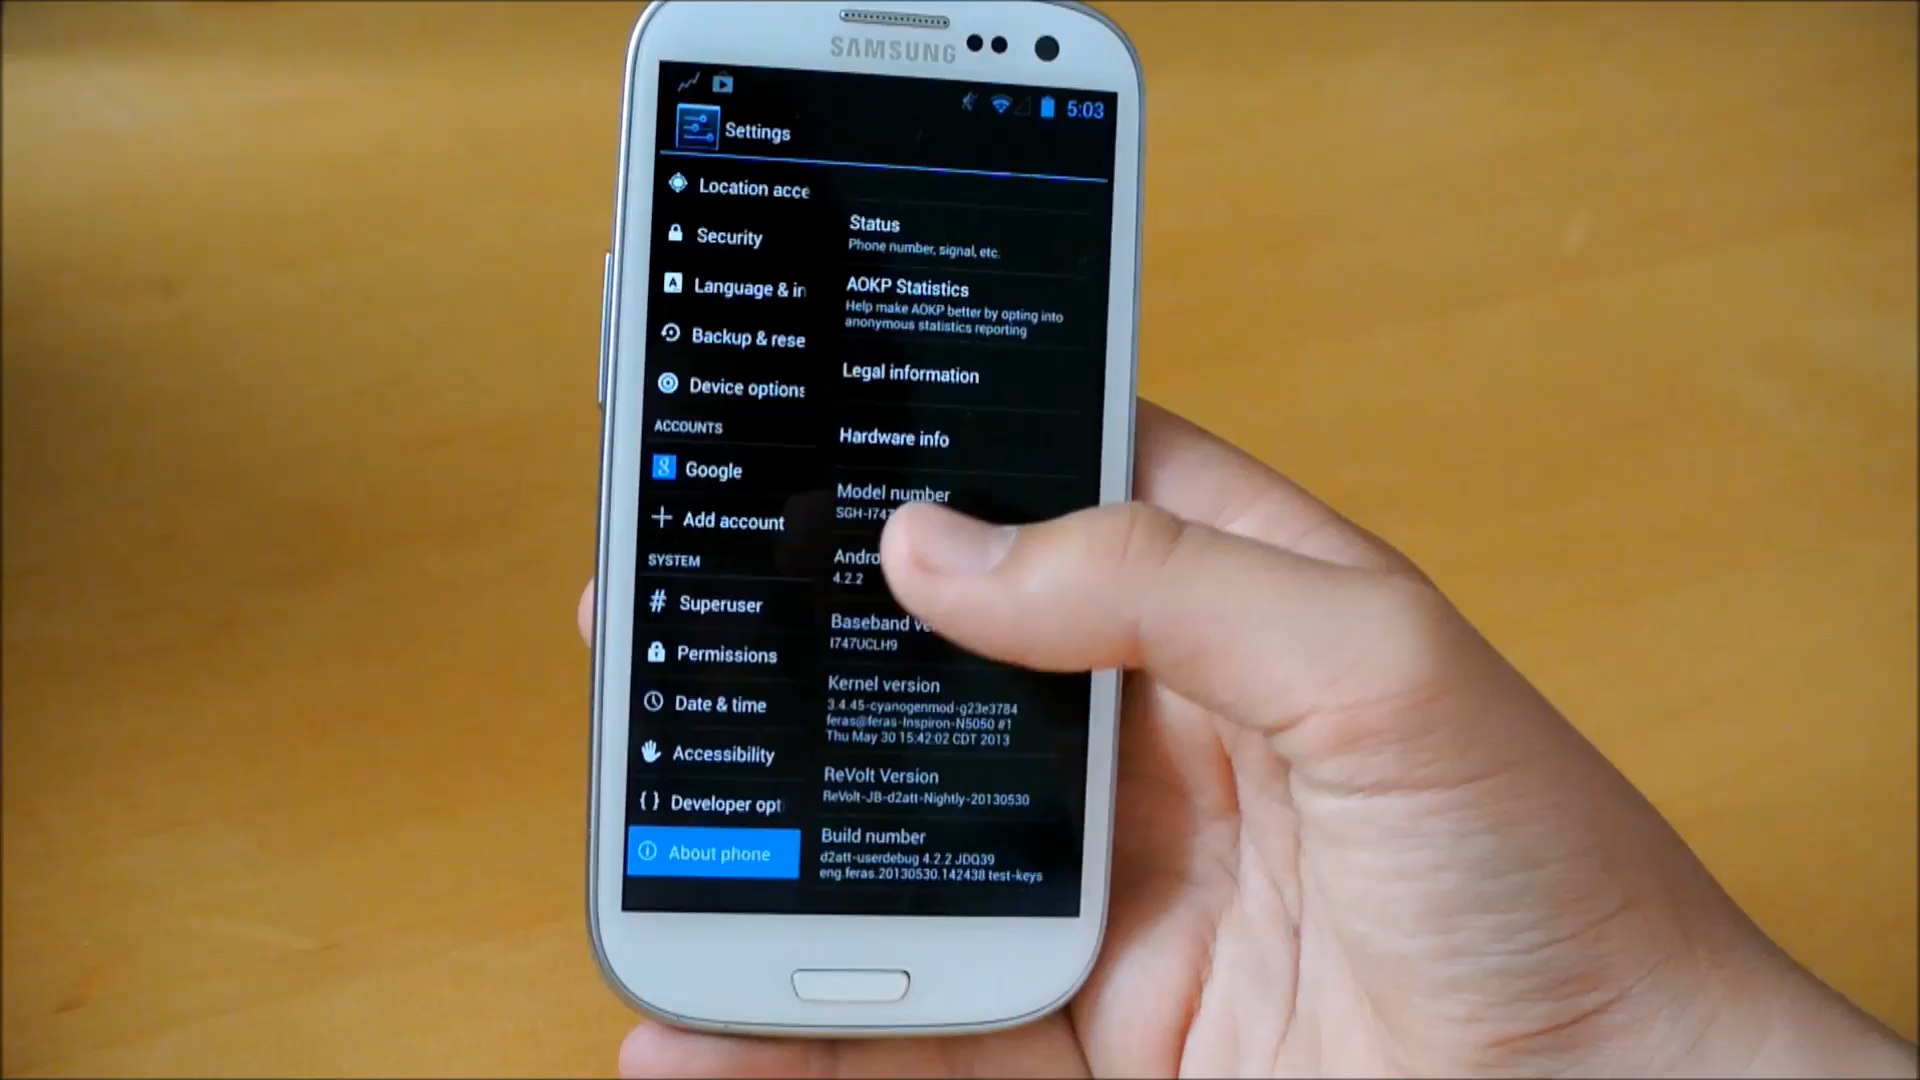 SAMSUNG
5:03
Settings
Location acce
Security
Language & in
Backup & rese
Device options
ACCOUNTS
Google
Add account
SYSTEM
# Superuser
Permissions
Date & time
Accessibility
{ } Developer opt
About phone
Status
Phone number, signal, etc.
AOKP Statistics
Help make AOKP better by opting into
anonymous statistics reporting
Legal information
Hardware info
Model number
SGH-I747
Andro
4.2.2
Baseband ve
I747UCLH9
Kernel version
3.4.45-cyanogenmod-g23e3784
feras@feras-Inspiron-N5050 #1
Thu May 30 15:42:02 CDT 2013
ReVolt Version
ReVolt-JB-d2att-Nightly-20130530
Build number
d2att-userdebug 4.2.2 JDQ39
eng.feras.20130530.142438 test-keys